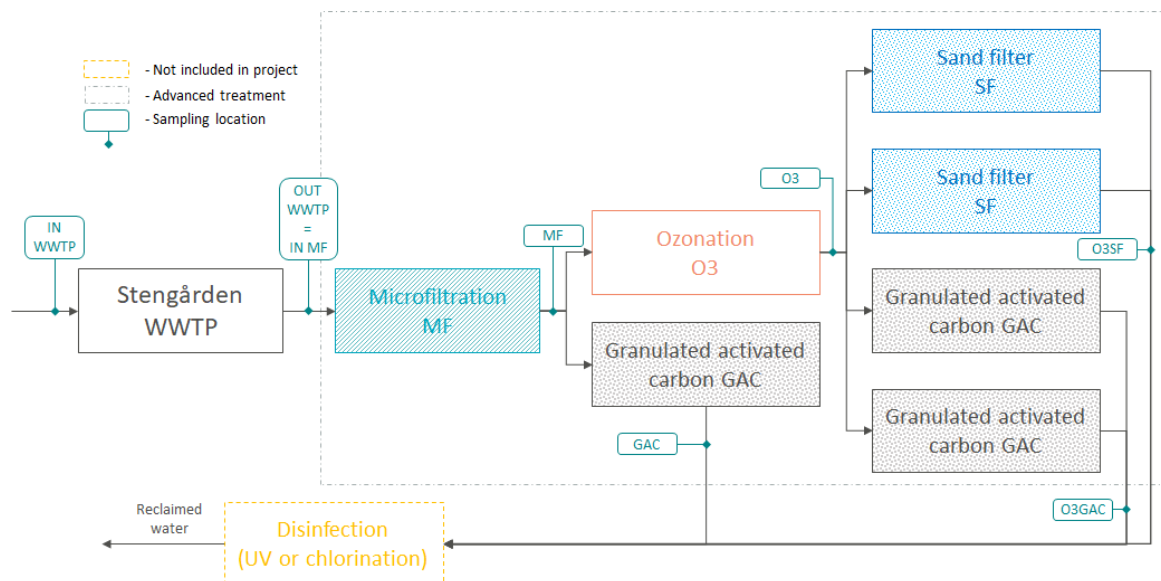 - Not included in project
- Advanced treatment
- Sampling location
IN
WWTP
OUT
WWTP
=
IN MF
Stengården
WWTP
Microfiltration
MF
MF
Ozonation
O3
Granulated activated
carbon GAC
GAC
O3
Sand filter
SF
Sand filter
SF
O3SF
Granulated activated
carbon GAC
Granulated activated
carbon GAC
O3GAC
Reclaimed
water
Disinfection
(UV or chlorination)